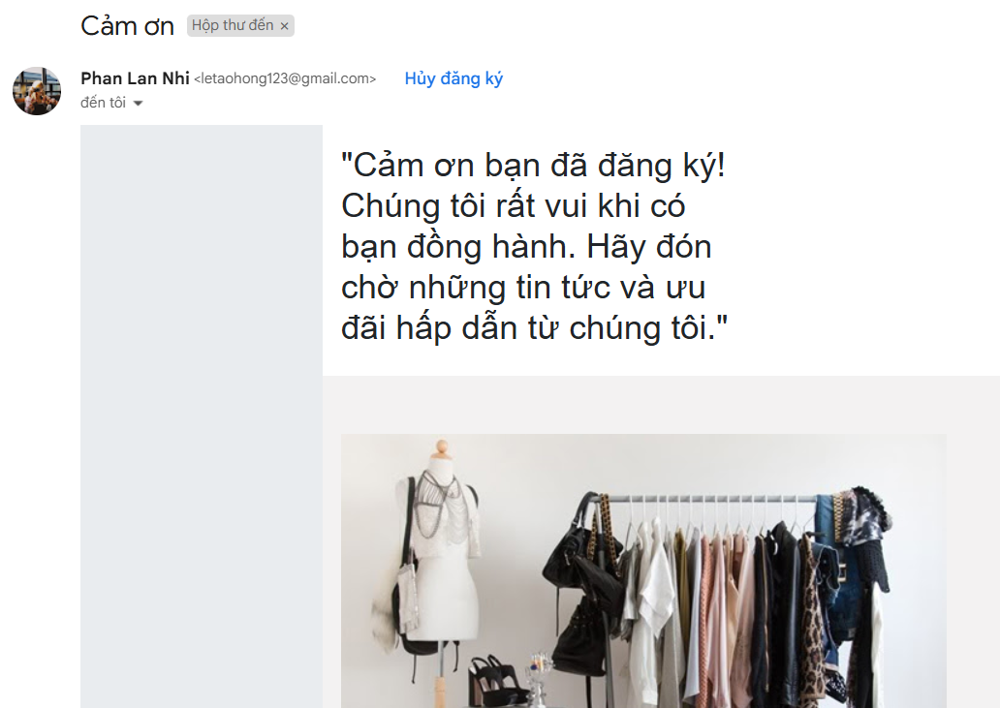 Cảm ơn Hộp thư đến ×
Phan Lan Nhi <letaohong123@gmail.com> Hủy đăng ký
đến tôi
"Cảm ơn bạn đã đăng ký!
Chúng tôi rất vui khi có
bạn đồng hành. Hãy đón
chờ những tin tức và ưu
đãi hấp dẫn từ chúng tôi."